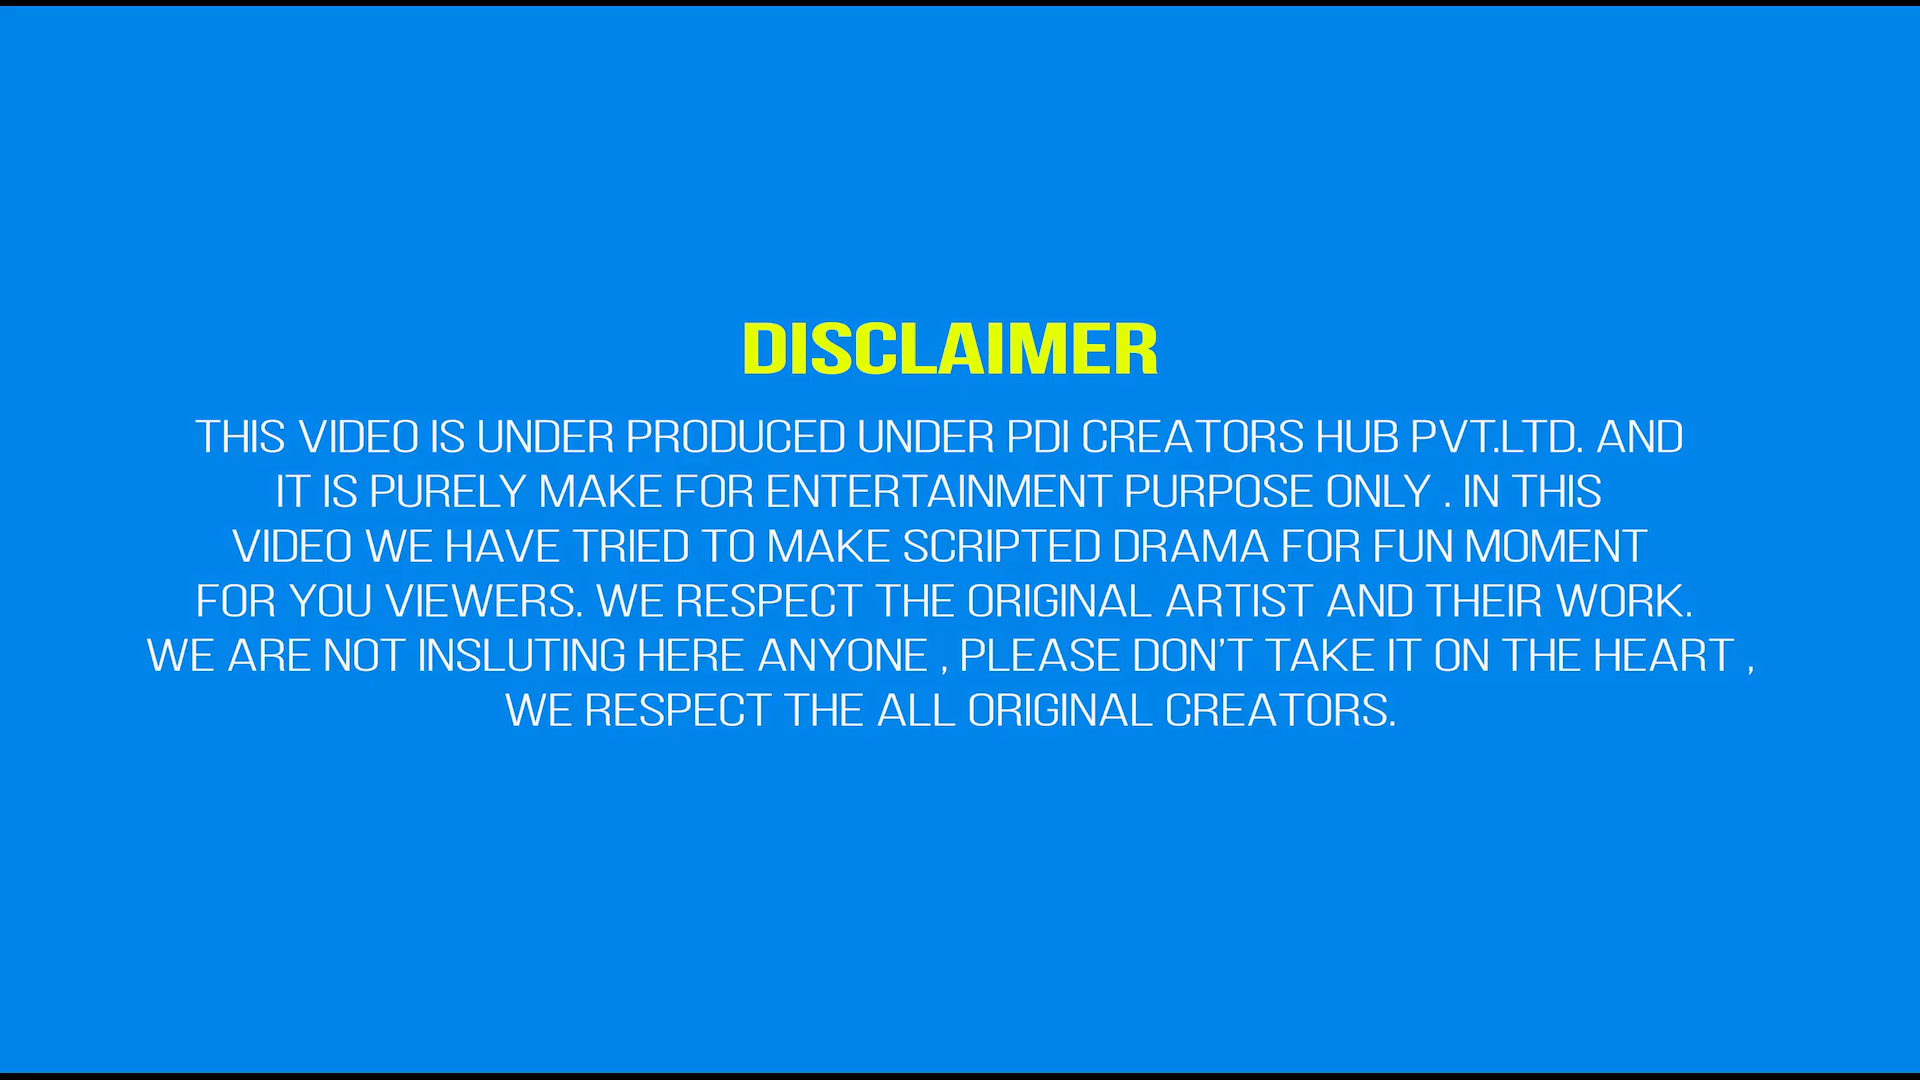 DISCLAIMER
THIS VIDEO IS UNDER PRODUCED UNDER PDI CREATORS HUB PVT.LTD. AND
IT IS PURELY MAKE FOR ENTERTAINMENT PURPOSE ONLY . IN THIS
VIDEO WE HAVE TRIED TO MAKE SCRIPTED DRAMA FOR FUN MOMENT
FOR YOU VIEWERS. WE RESPECT THE ORIGINAL ARTIST AND THEIR WORK.
WE ARE NOT INSLUTING HERE ANYONE , PLEASE DON’T TAKE IT ON THE HEART ,
WE RESPECT THE ALL ORIGINAL CREATORS.